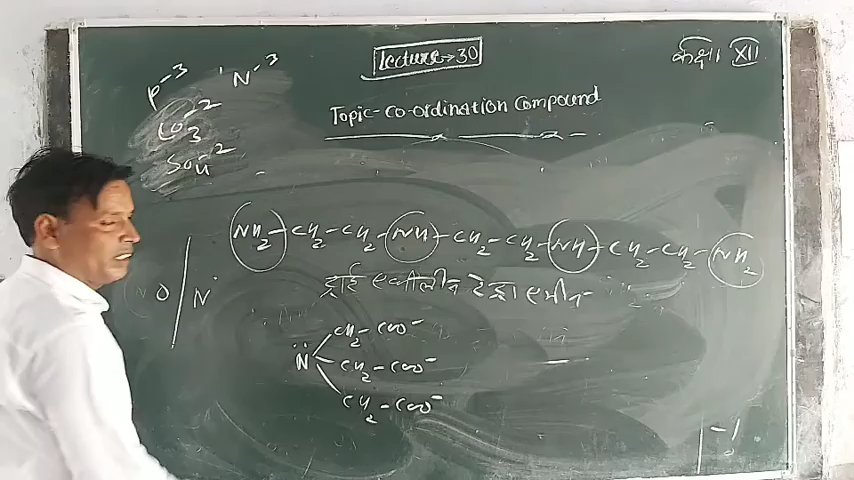 Lecture→30
कक्षा XII
P⁻³ N⁻³
CO₃⁻²
SO₄⁻²
Topic-co-ordination Compound
NH₂-CH₂-CH₂-NH-CH₂-CH₂-NH-CH₂-CH₂-NH₂
ट्राई एथीलीन टेट्रा एमीन
O/N
CH₂-COO⁻
N̈ CH₂-COO⁻
CH₂-COO⁻